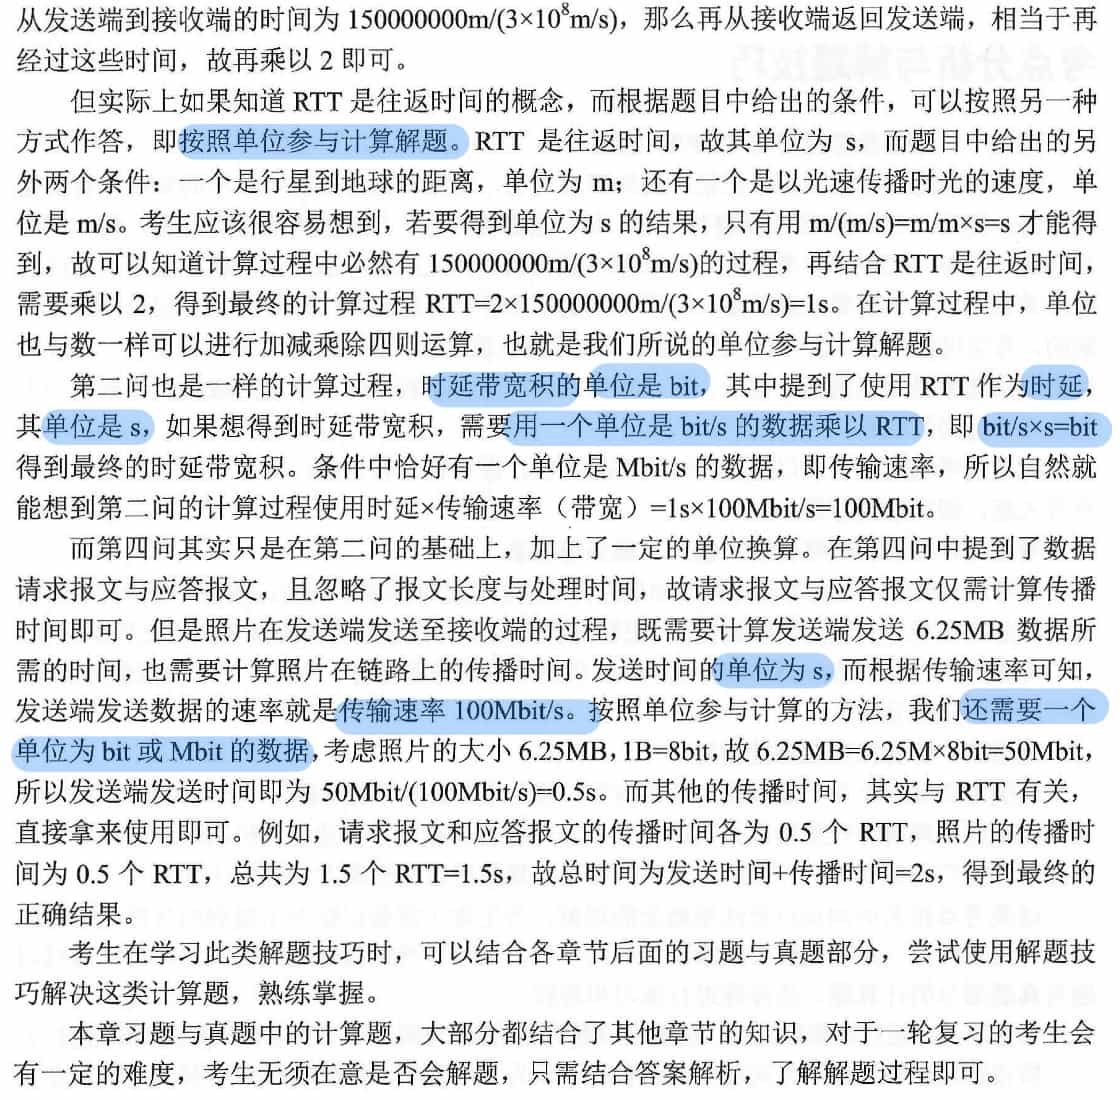 从发送端到接收端的时间为 150000000m/(3×10⁸m/s)，那么再从接收端返回发送端，相当于再
经过这些时间，故再乘以 2 即可。
但实际上如果知道 RTT 是往返时间的概念，而根据题目中给出的条件，可以按照另一种
方式作答，即按照单位参与计算解题。RTT 是往返时间，故其单位为 s，而题目中给出的另
外两个条件：一个是行星到地球的距离，单位为 m；还有一个是以光速传播时光的速度，单
位是 m/s。考生应该很容易想到，若要得到单位为 s 的结果，只有用 m/(m/s)=m/m×s=s 才能得
到，故可以知道计算过程中必然有 150000000m/(3×10⁸m/s)的过程，再结合 RTT 是往返时间，
需要乘以 2，得到最终的计算过程 RTT=2×150000000m/(3×10⁸m/s)=1s。在计算过程中，单位
也与数一样可以进行加减乘除四则运算，也就是我们所说的单位参与计算解题。
第二问也是一样的计算过程，时延带宽积的单位是 bit，其中提到了使用 RTT 作为时延，
其单位是 s，如果想得到时延带宽积，需要用一个单位是 bit/s 的数据乘以 RTT，即 bit/s×s=bit
得到最终的时延带宽积。条件中恰好有一个单位是 Mbit/s 的数据，即传输速率，所以自然就
能想到第二问的计算过程使用时延×传输速率（带宽）=1s×100Mbit/s=100Mbit。
而第四问其实只是在第二问的基础上，加上了一定的单位换算。在第四问中提到了数据
请求报文与应答报文，且忽略了报文长度与处理时间，故请求报文与应答报文仅需计算传播
时间即可。但是照片在发送端发送至接收端的过程，既需要计算发送端发送 6.25MB 数据所
需的时间，也需要计算照片在链路上的传播时间。发送时间的单位为 s，而根据传输速率可知，
发送端发送数据的速率就是传输速率 100Mbit/s。按照单位参与计算的方法，我们还需要一个
单位为 bit 或 Mbit 的数据，考虑照片的大小 6.25MB，1B=8bit，故 6.25MB=6.25M×8bit=50Mbit，
所以发送端发送时间即为 50Mbit/(100Mbit/s)=0.5s。而其他的传播时间，其实与 RTT 有关，
直接拿来使用即可。例如，请求报文和应答报文的传播时间各为 0.5 个 RTT，照片的传播时
间为 0.5 个 RTT，总共为 1.5 个 RTT=1.5s，故总时间为发送时间+传播时间=2s，得到最终的
正确结果。
考生在学习此类解题技巧时，可以结合各章节后面的习题与真题部分，尝试使用解题技
巧解决这类计算题，熟练掌握。
本章习题与真题中的计算题，大部分都结合了其他章节的知识，对于一轮复习的考生会
有一定的难度，考生无须在意是否会解题，只需结合答案解析，了解解题过程即可。